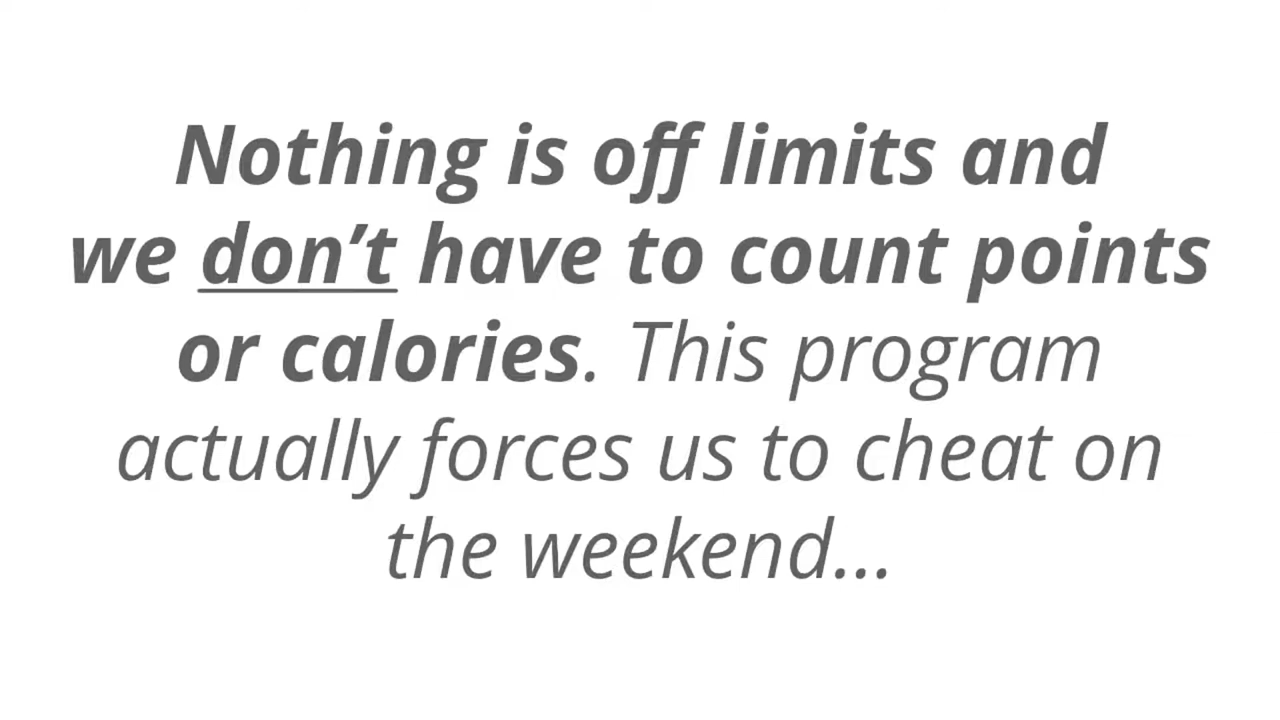 Nothing is off limits and
we don’t have to count points
or calories. This program
actually forces us to cheat on
the weekend...